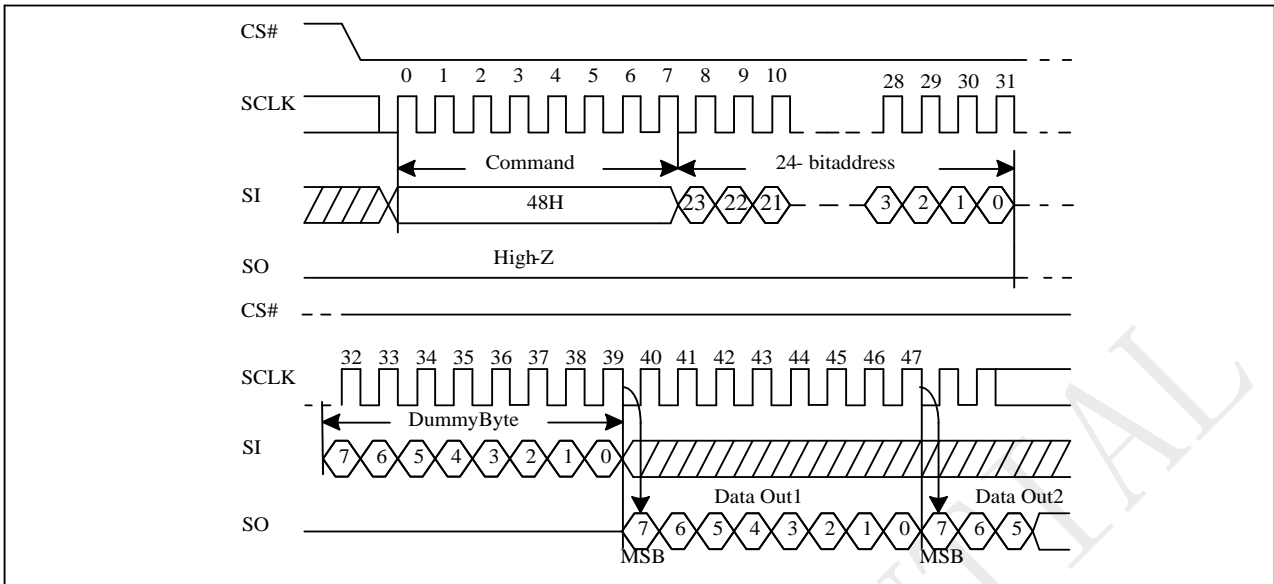 CS#
0 1 2 3 4 5 6 7 8 9 10 28 29 30 31
SCLK
Command 24- bitaddress
SI 48H 23 22 21 3 2 1 0
High-Z
SO
CS#
32 33 34 35 36 37 38 39 40 41 42 43 44 45 46 47
SCLK
DummyByte
SI 7 6 5 4 3 2 1 0
Data Out1 Data Out2
SO 7 6 5 4 3 2 1 0 7 6 5
MSB MSB